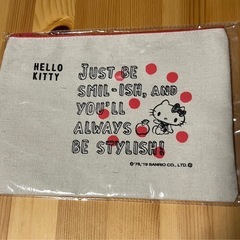 HELLO
KITTY
JUST BE
SMIL-ISH, AND
YOU'LL
ALWAYS
BE STYLISH!
©'76,'19 SANRIO CO., LTD.